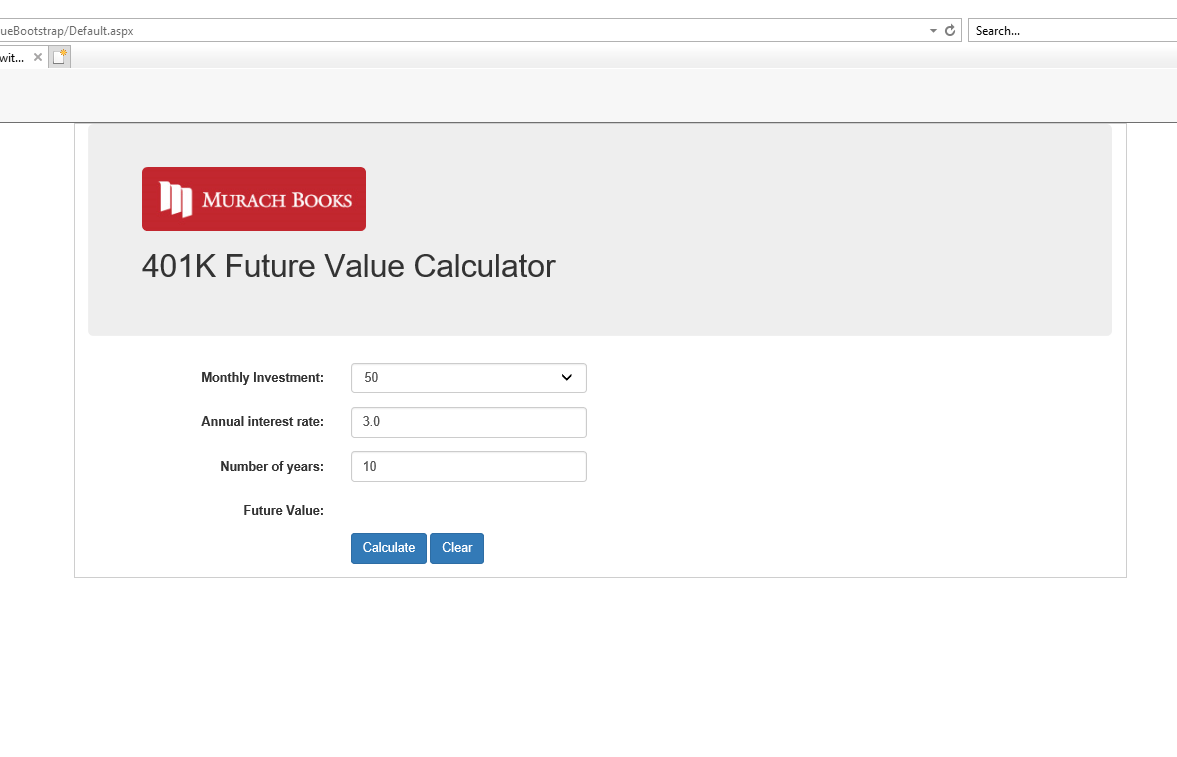 ueBootstrap/Default.aspx
Search...
wit...
MURACH BOOKS
401K Future Value Calculator
Monthly Investment: 50
Annual interest rate: 3.0
Number of years: 10
Future Value:
Calculate Clear